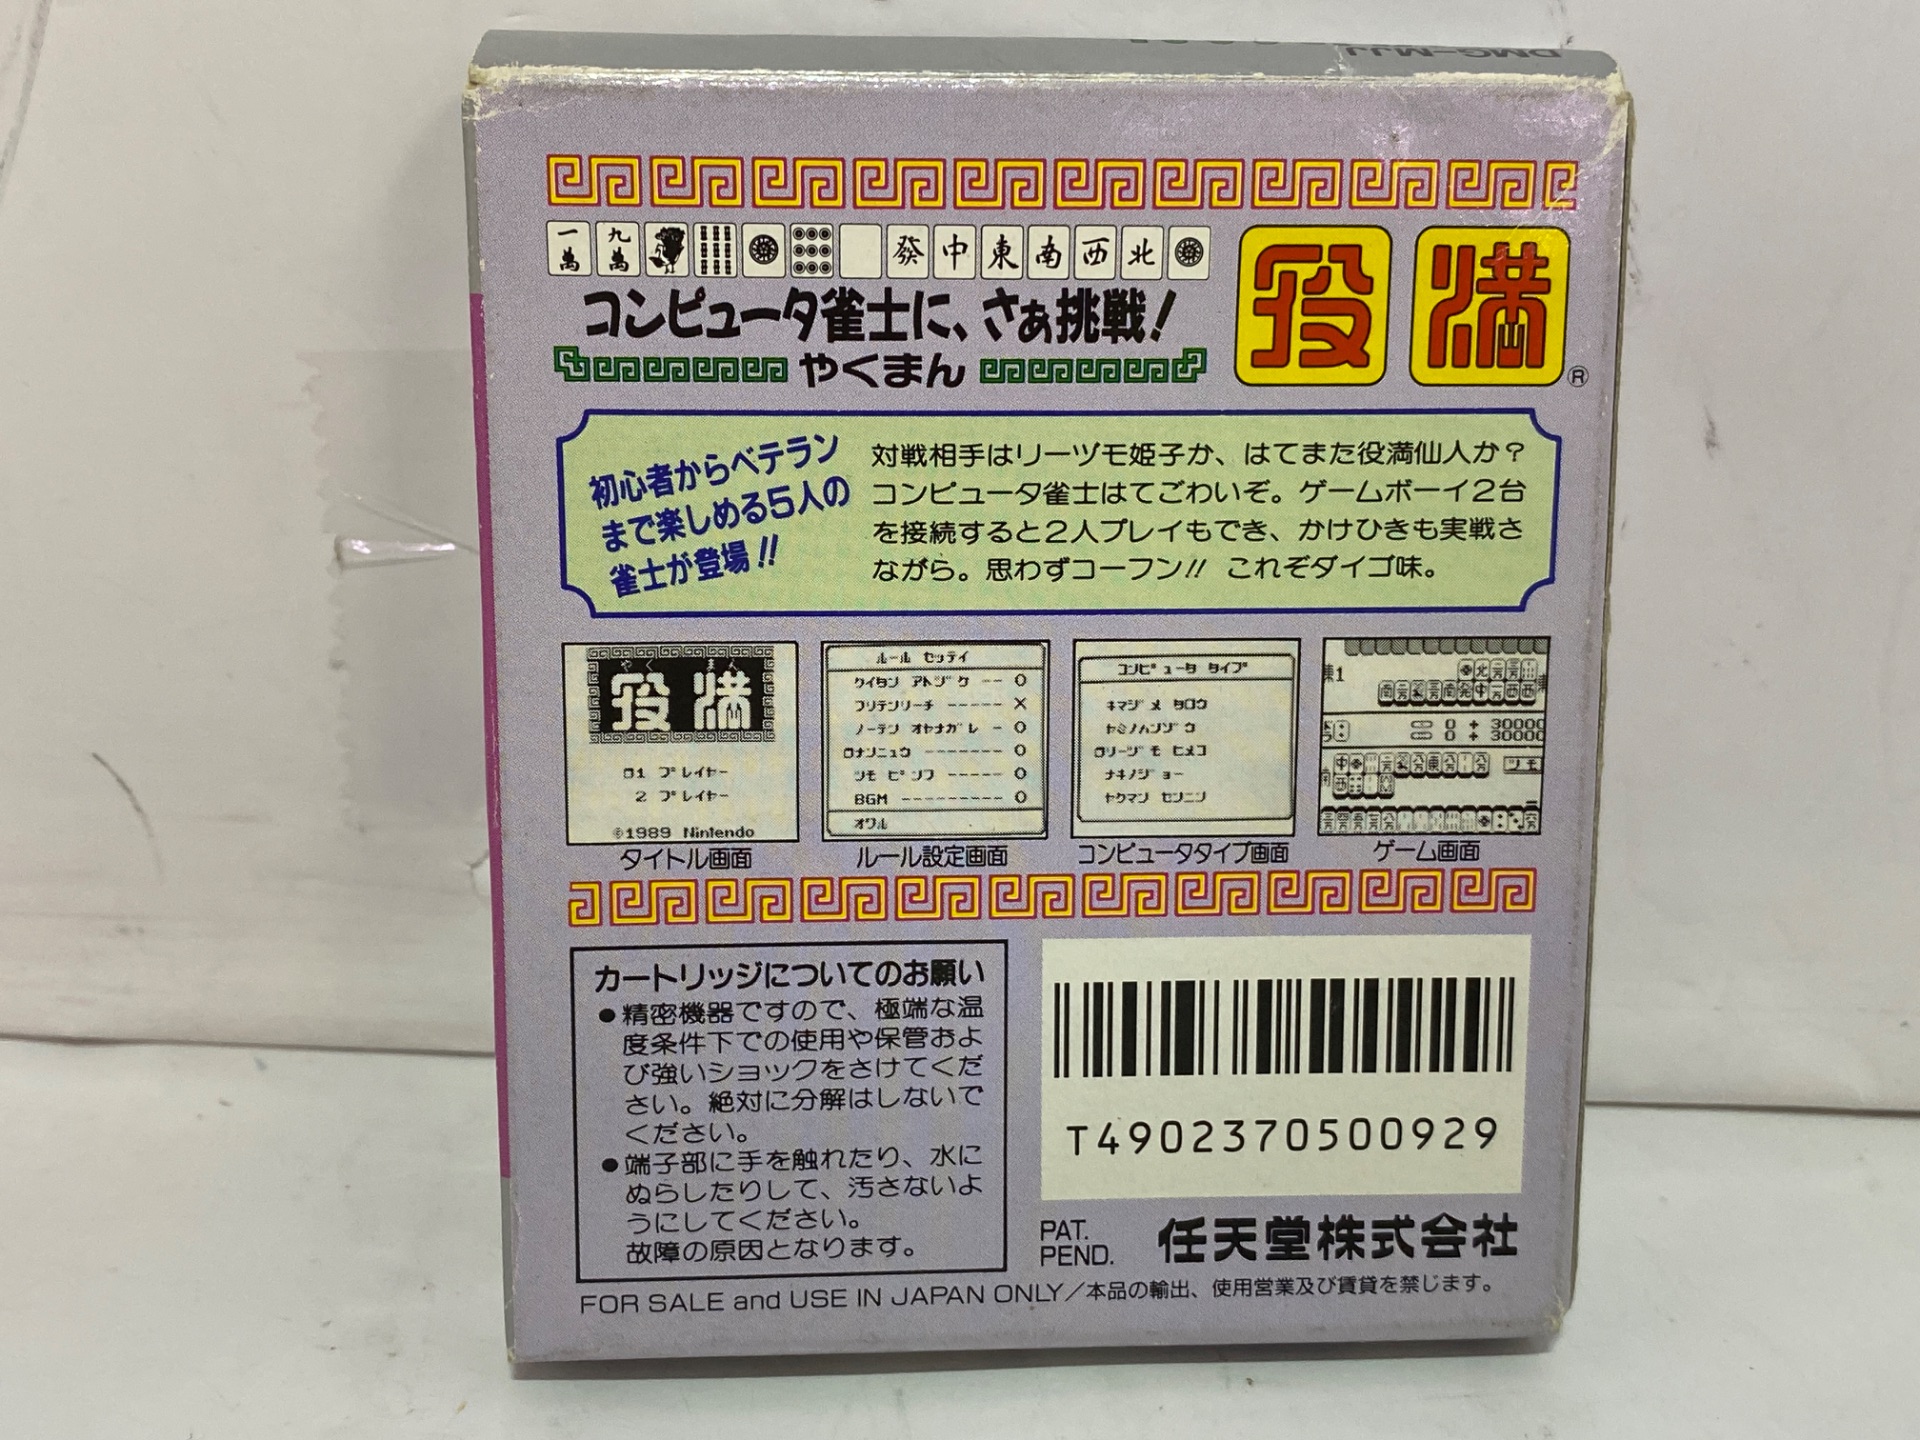 DMG-MJJ
一萬 九萬 發 中 東 南 西 北
役満®
コンピュータ雀士に、さぁ挑戦!
やくまん
初心者からベテラン
まで楽しめる5人の
雀士が登場!!
対戦相手はリーヅモ姫子か、はてまた役満仙人か?
コンピュータ雀士はてごわいぞ。ゲームボーイ2台
を接続すると2人プレイもでき、かけひきも実戦さ
ながら。思わずコーフン!! これぞダイゴ味。
やく まん
役満
1 プレイヤー
2 プレイヤー
©1989 Nintendo
タイトル画面
ルール セッテイ
クイタン アトヅケ -- O
フリテンリーチ ----- X
ノーテン オヤナガレ - O
ナンニュウ ------- O
ツモ ピンフ ----- O
BGM --------- O
オワル
ルール設定画面
コンピュータ タイプ
キマジメ タロウ
ヤミノハンゾウ
リーヅモ ヒメコ
ナキノジョー
ヤクマン センニン
コンピュータタイプ画面
東1
0 + 30000
0 + 30000
ツモ
ゲーム画面
カートリッジについてのお願い
●精密機器ですので、極端な温
度条件下での使用や保管およ
び強いショックをさけてくだ
さい。絶対に分解はしないで
ください。
●端子部に手を触れたり、水に
ぬらしたりして、汚さないよ
うにしてください。
故障の原因となります。
T4902370500929
PAT.
PEND.
任天堂株式会社
FOR SALE and USE IN JAPAN ONLY/本品の輸出、使用営業及び賃貸を禁じます。